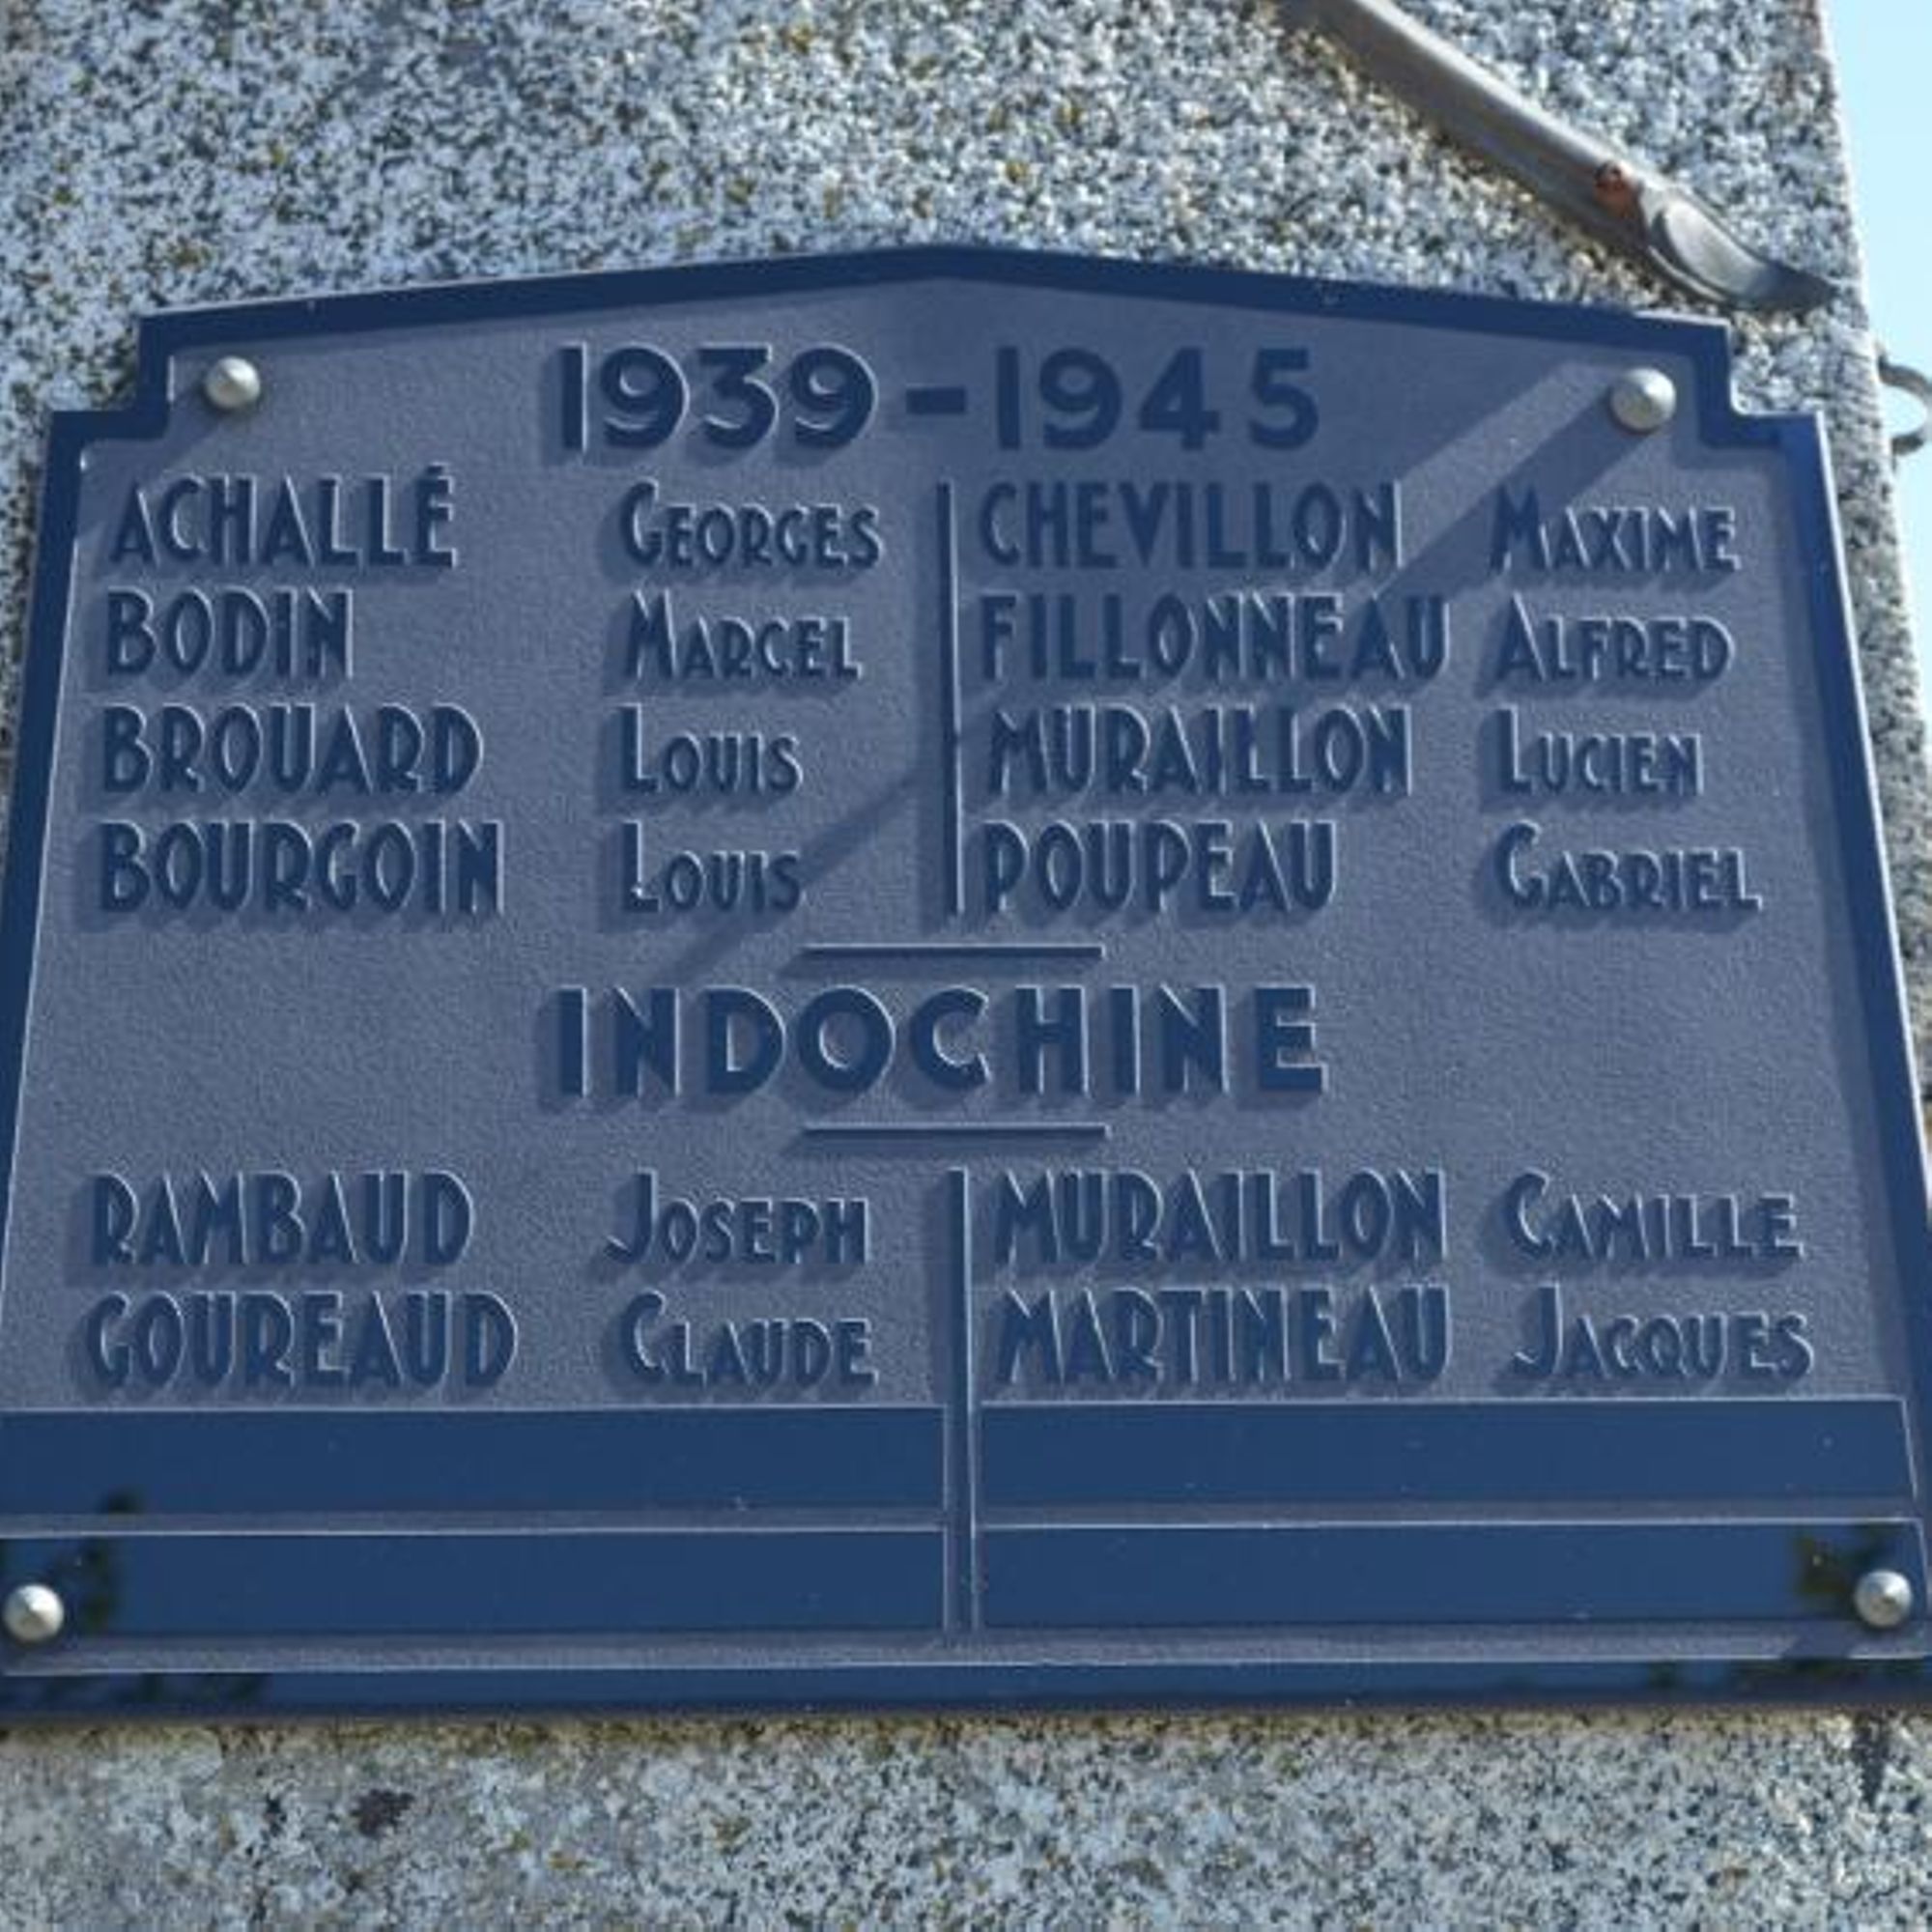 1939-1945
ACHALLÉ GEORGES CHEVILLON MAXIME
BODIN MARCEL FILLONNEAU ALFRED
BROUARD LOUIS MURAILLON LUCIEN
BOURGOIN LOUIS POUPEAU GABRIEL
INDOCHINE
RAMBAUD JOSEPH MURAILLON CAMILLE
GOUREAUD CLAUDE MARTINEAU JACQUES